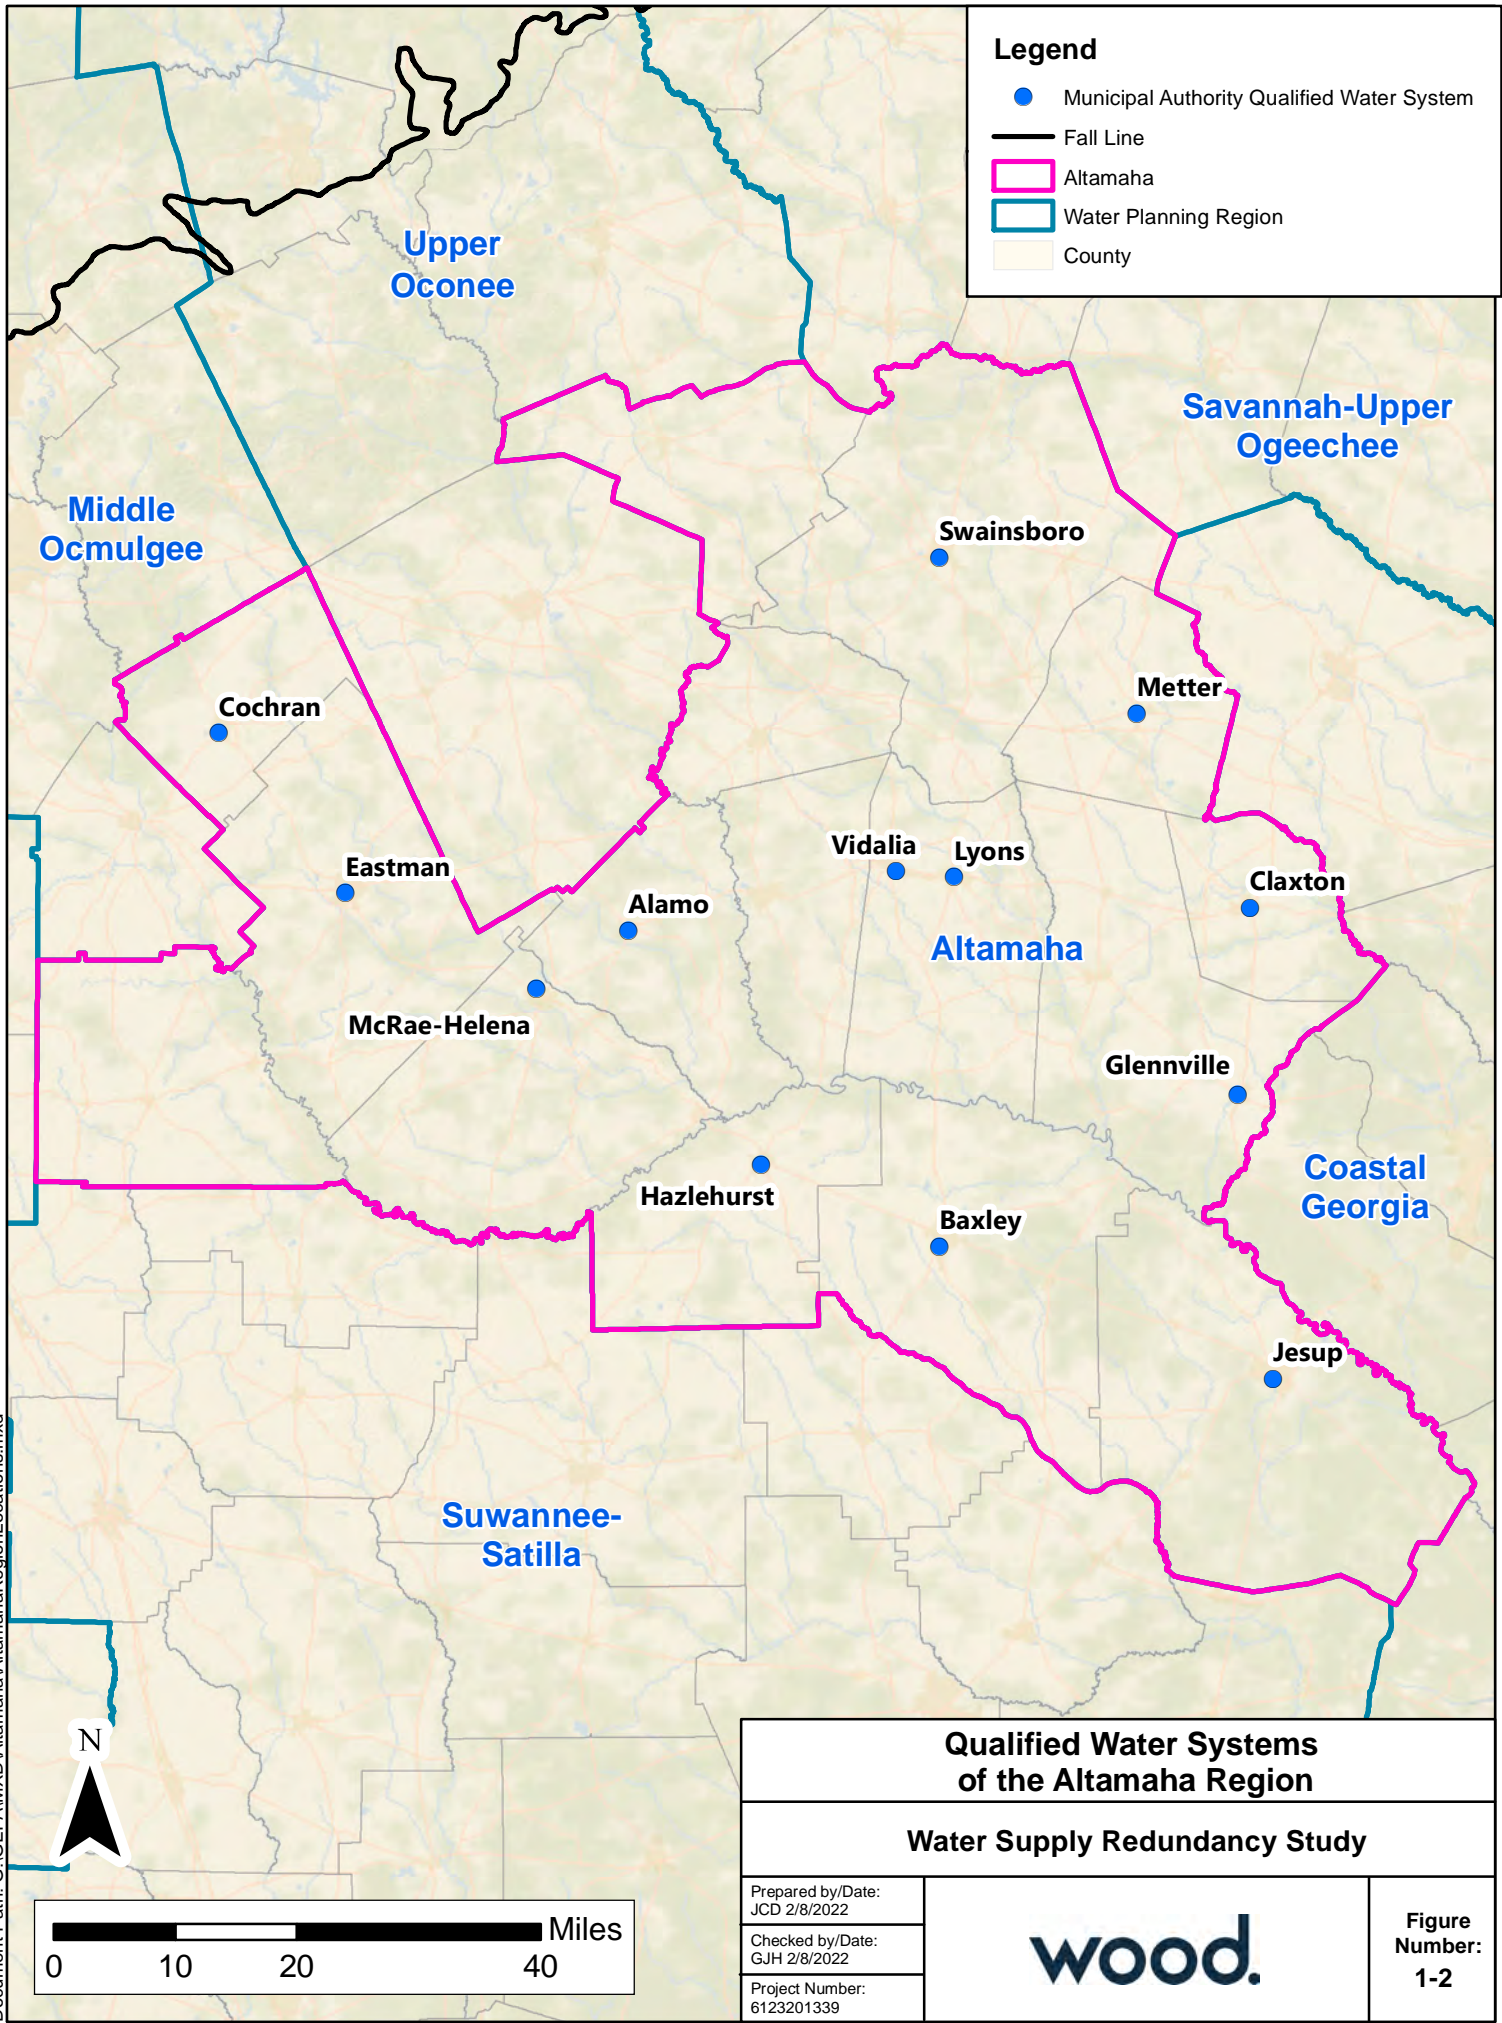 Legend
Municipal Authority Qualified Water System
Fall Line
Altamaha
Water Planning Region
County
Upper
Oconee
Savannah-Upper
Ogeechee
Middle
Ocmulgee
Swainsboro
Metter
Cochran
Vidalia
Lyons
Eastman
Claxton
Alamo
Altamaha
McRae-Helena
Glennville
Coastal
Georgia
Hazlehurst
Baxley
Jesup
Suwannee-
Satilla
N
Miles
0 10 20 40
Qualified Water Systems
of the Altamaha Region
Water Supply Redundancy Study
Prepared by/Date:
JCD 2/8/2022
Checked by/Date:
GJH 2/8/2022
Project Number:
6123201339
wood.
Figure
Number:
1-2